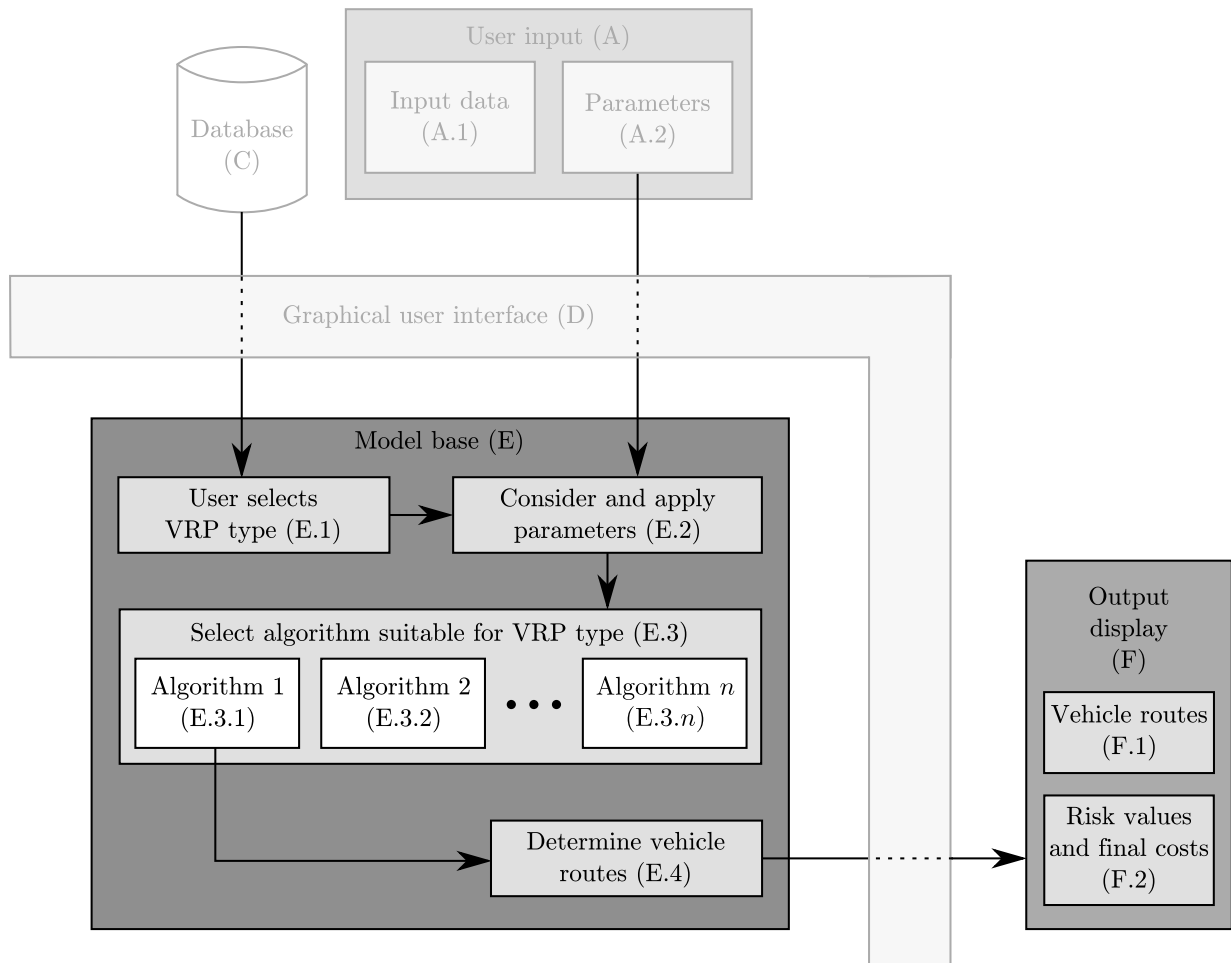 User input (A)
Input data
(A.1)
Parameters
(A.2)
Database
(C)
Graphical user interface (D)
Model base (E)
User selects
VRP type (E.1)
Consider and apply
parameters (E.2)
Select algorithm suitable for VRP type (E.3)
Algorithm 1
(E.3.1)
Algorithm 2
(E.3.2)
Algorithm n
(E.3.n)
Determine vehicle
routes (E.4)
Output
display
(F)
Vehicle routes
(F.1)
Risk values
and final costs
(F.2)